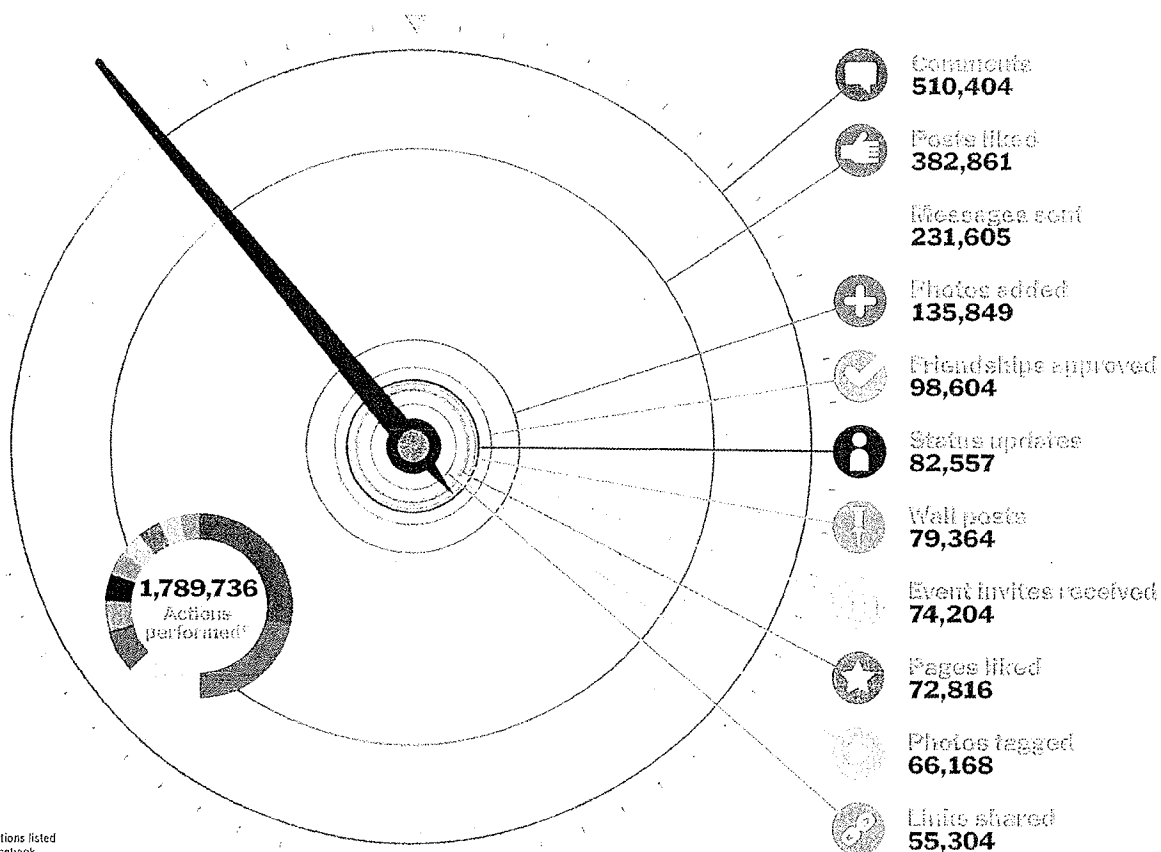 Comments
510,404
Posts liked
382,861
Messages sent
231,605
Photos added
135,849
Friendships approved
98,604
Status updates
82,557
Wall posts
79,364
Event invites received
74,204
Pages liked
72,816
Photos tagged
66,168
Links shared
55,304
1,789,736
Actions
performed*
tions listed